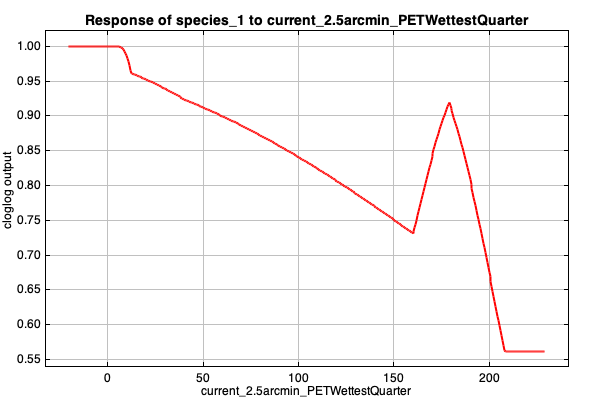 Response of species_1 to current_2.5arcmin_PETWettestQuarter
1.00
0.95
0.90
0.85
0.80
0.75
0.70
0.65
0.60
0.55
cloglog output
0 50 100 150 200
current_2.5arcmin_PETWettestQuarter